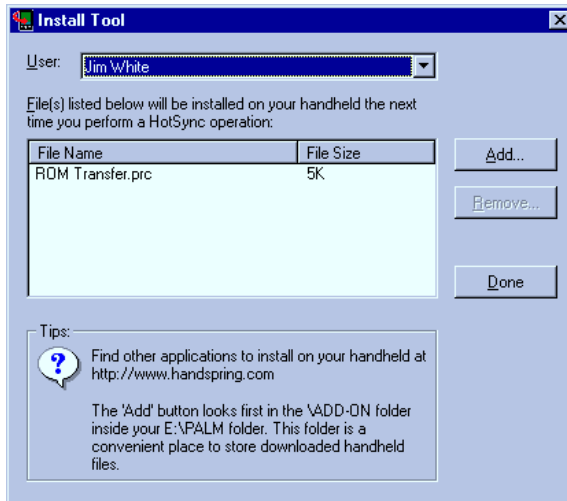 Install Tool
User: Jim White
File(s) listed below will be installed on your handheld the next
time you perform a HotSync operation:
File Name File Size
ROM Transfer.prc 5K
Add...
Remove...
Done
Tips:
Find other applications to install on your handheld at
http://www.handspring.com
The 'Add' button looks first in the \ADD-ON folder
inside your E:\PALM folder. This folder is a
convenient place to store downloaded handheld
files.